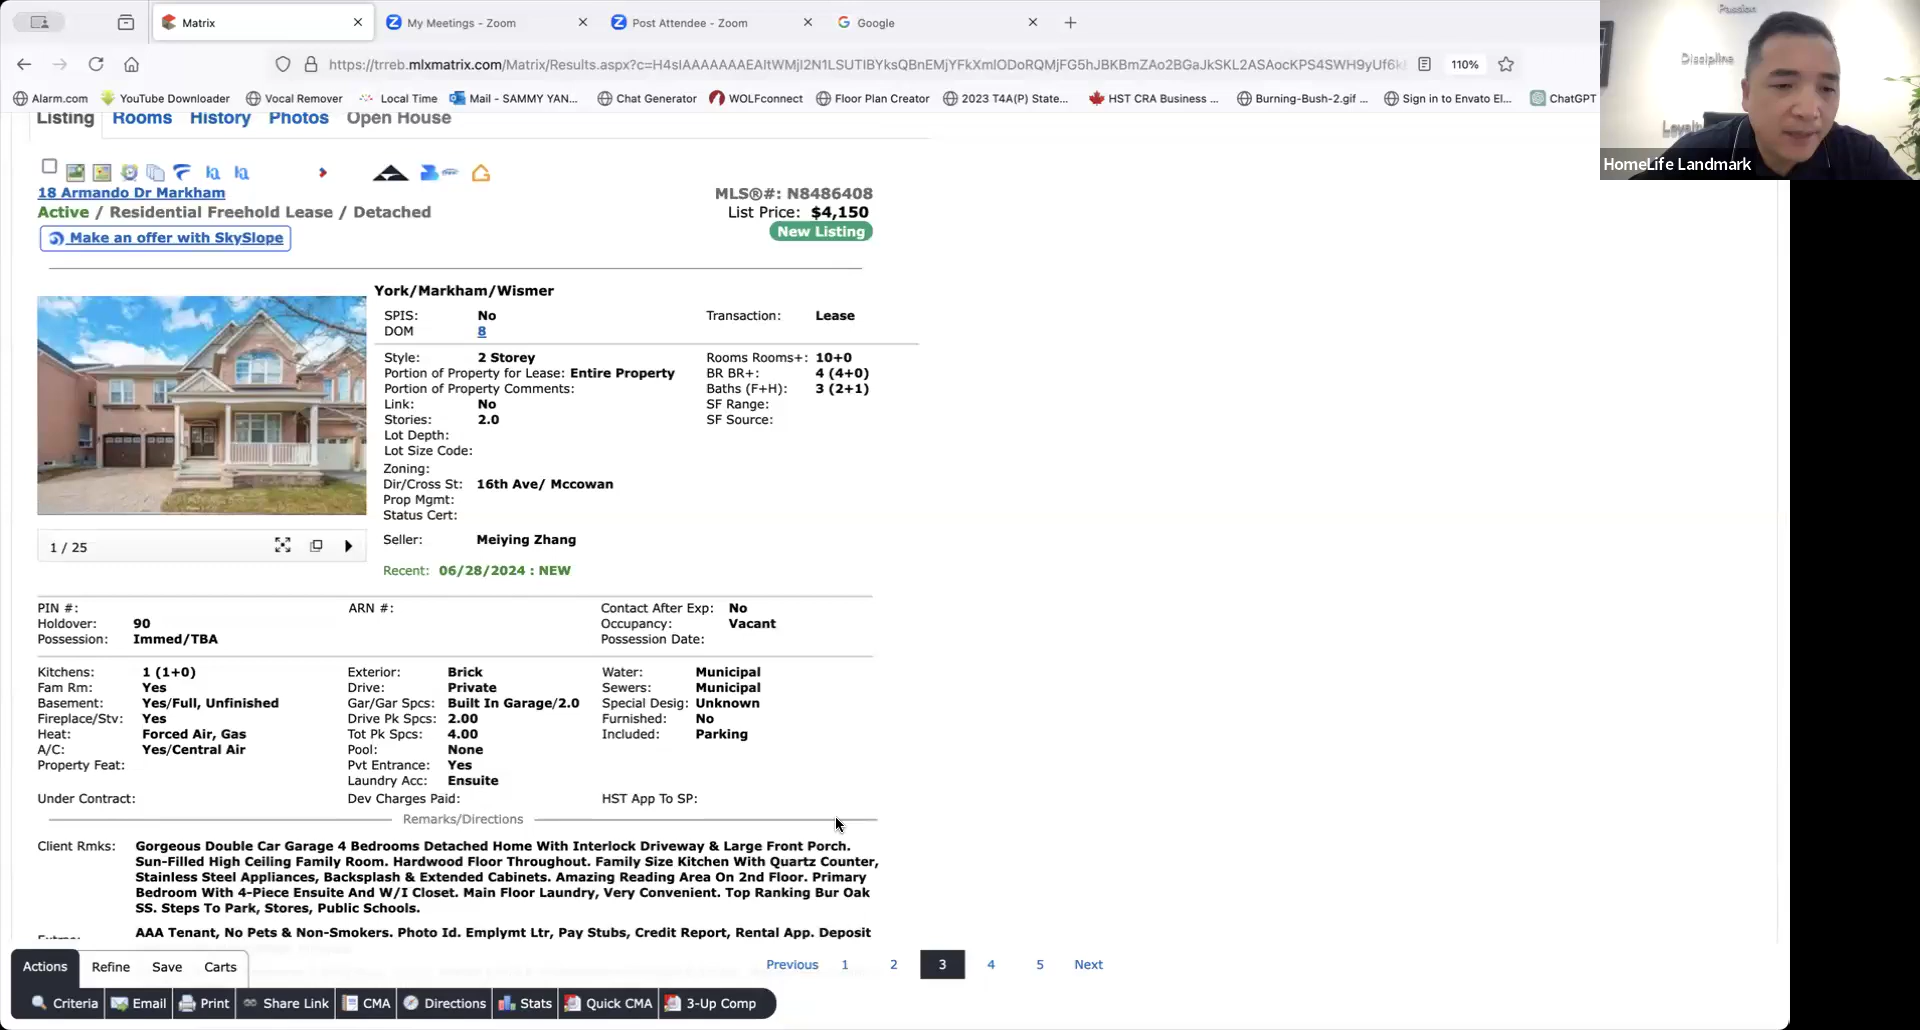 Matrix
My Meetings - Zoom
Post Attendee - Zoom
Google
https://trreb.mlxmatrix.com/Matrix/Results.aspx?c=
110%
Alarm.com
YouTube Downloader
Vocal Remover
Local Time
Mail - SAMMY YAN...
Chat Generator
WOLFconnect
Floor Plan Creator
2023 T4A(P) State...
HST CRA Business ...
Burning-Bush-2.gif ...
Sign in to Envato El...
ChatGPT
Passion
Discipline
HomeLife Landmark
Listing Rooms History Photos Open House
18 Armando Dr Markham
MLS®#: N8486408
Active / Residential Freehold Lease / Detached
List Price: $4,150
New Listing
Make an offer with SkySlope
York/Markham/Wismer
SPIS: No
Transaction: Lease
DOM 8
Style: 2 Storey
Rooms Rooms+: 10+0
Portion of Property for Lease: Entire Property
BR BR+: 4 (4+0)
Portion of Property Comments:
Baths (F+H): 3 (2+1)
Link: No
SF Range:
Stories: 2.0
SF Source:
Lot Depth:
Lot Size Code:
Zoning:
Dir/Cross St: 16th Ave/ Mccowan
Prop Mgmt:
Status Cert:
Seller: Meiying Zhang
1 / 25
Recent: 06/28/2024 : NEW
PIN #: ARN #: Contact After Exp: No
Holdover: 90 Occupancy: Vacant
Possession: Immed/TBA Possession Date:
Kitchens: 1 (1+0) Exterior: Brick Water: Municipal
Fam Rm: Yes Drive: Private Sewers: Municipal
Basement: Yes/Full, Unfinished Gar/Gar Spcs: Built In Garage/2.0 Special Desig: Unknown
Fireplace/Stv: Yes Drive Pk Spcs: 2.00 Furnished: No
Heat: Forced Air, Gas Tot Pk Spcs: 4.00 Included: Parking
A/C: Yes/Central Air Pool: None
Property Feat: Pvt Entrance: Yes
Laundry Acc: Ensuite
Under Contract: Dev Charges Paid: HST App To SP:
Remarks/Directions
Client Rmks: Gorgeous Double Car Garage 4 Bedrooms Detached Home With Interlock Driveway & Large Front Porch.
Sun-Filled High Ceiling Family Room. Hardwood Floor Throughout. Family Size Kitchen With Quartz Counter,
Stainless Steel Appliances, Backsplash & Extended Cabinets. Amazing Reading Area On 2nd Floor. Primary
Bedroom With 4-Piece Ensuite And W/I Closet. Main Floor Laundry, Very Convenient. Top Ranking Bur Oak
SS. Steps To Park, Stores, Public Schools.
AAA Tenant, No Pets & Non-Smokers. Photo Id. Emplymt Ltr, Pay Stubs, Credit Report, Rental App. Deposit
Actions Refine Save Carts
Previous 1 2 3 4 5 Next
Criteria Email Print Share Link CMA Directions Stats Quick CMA 3-Up Comp